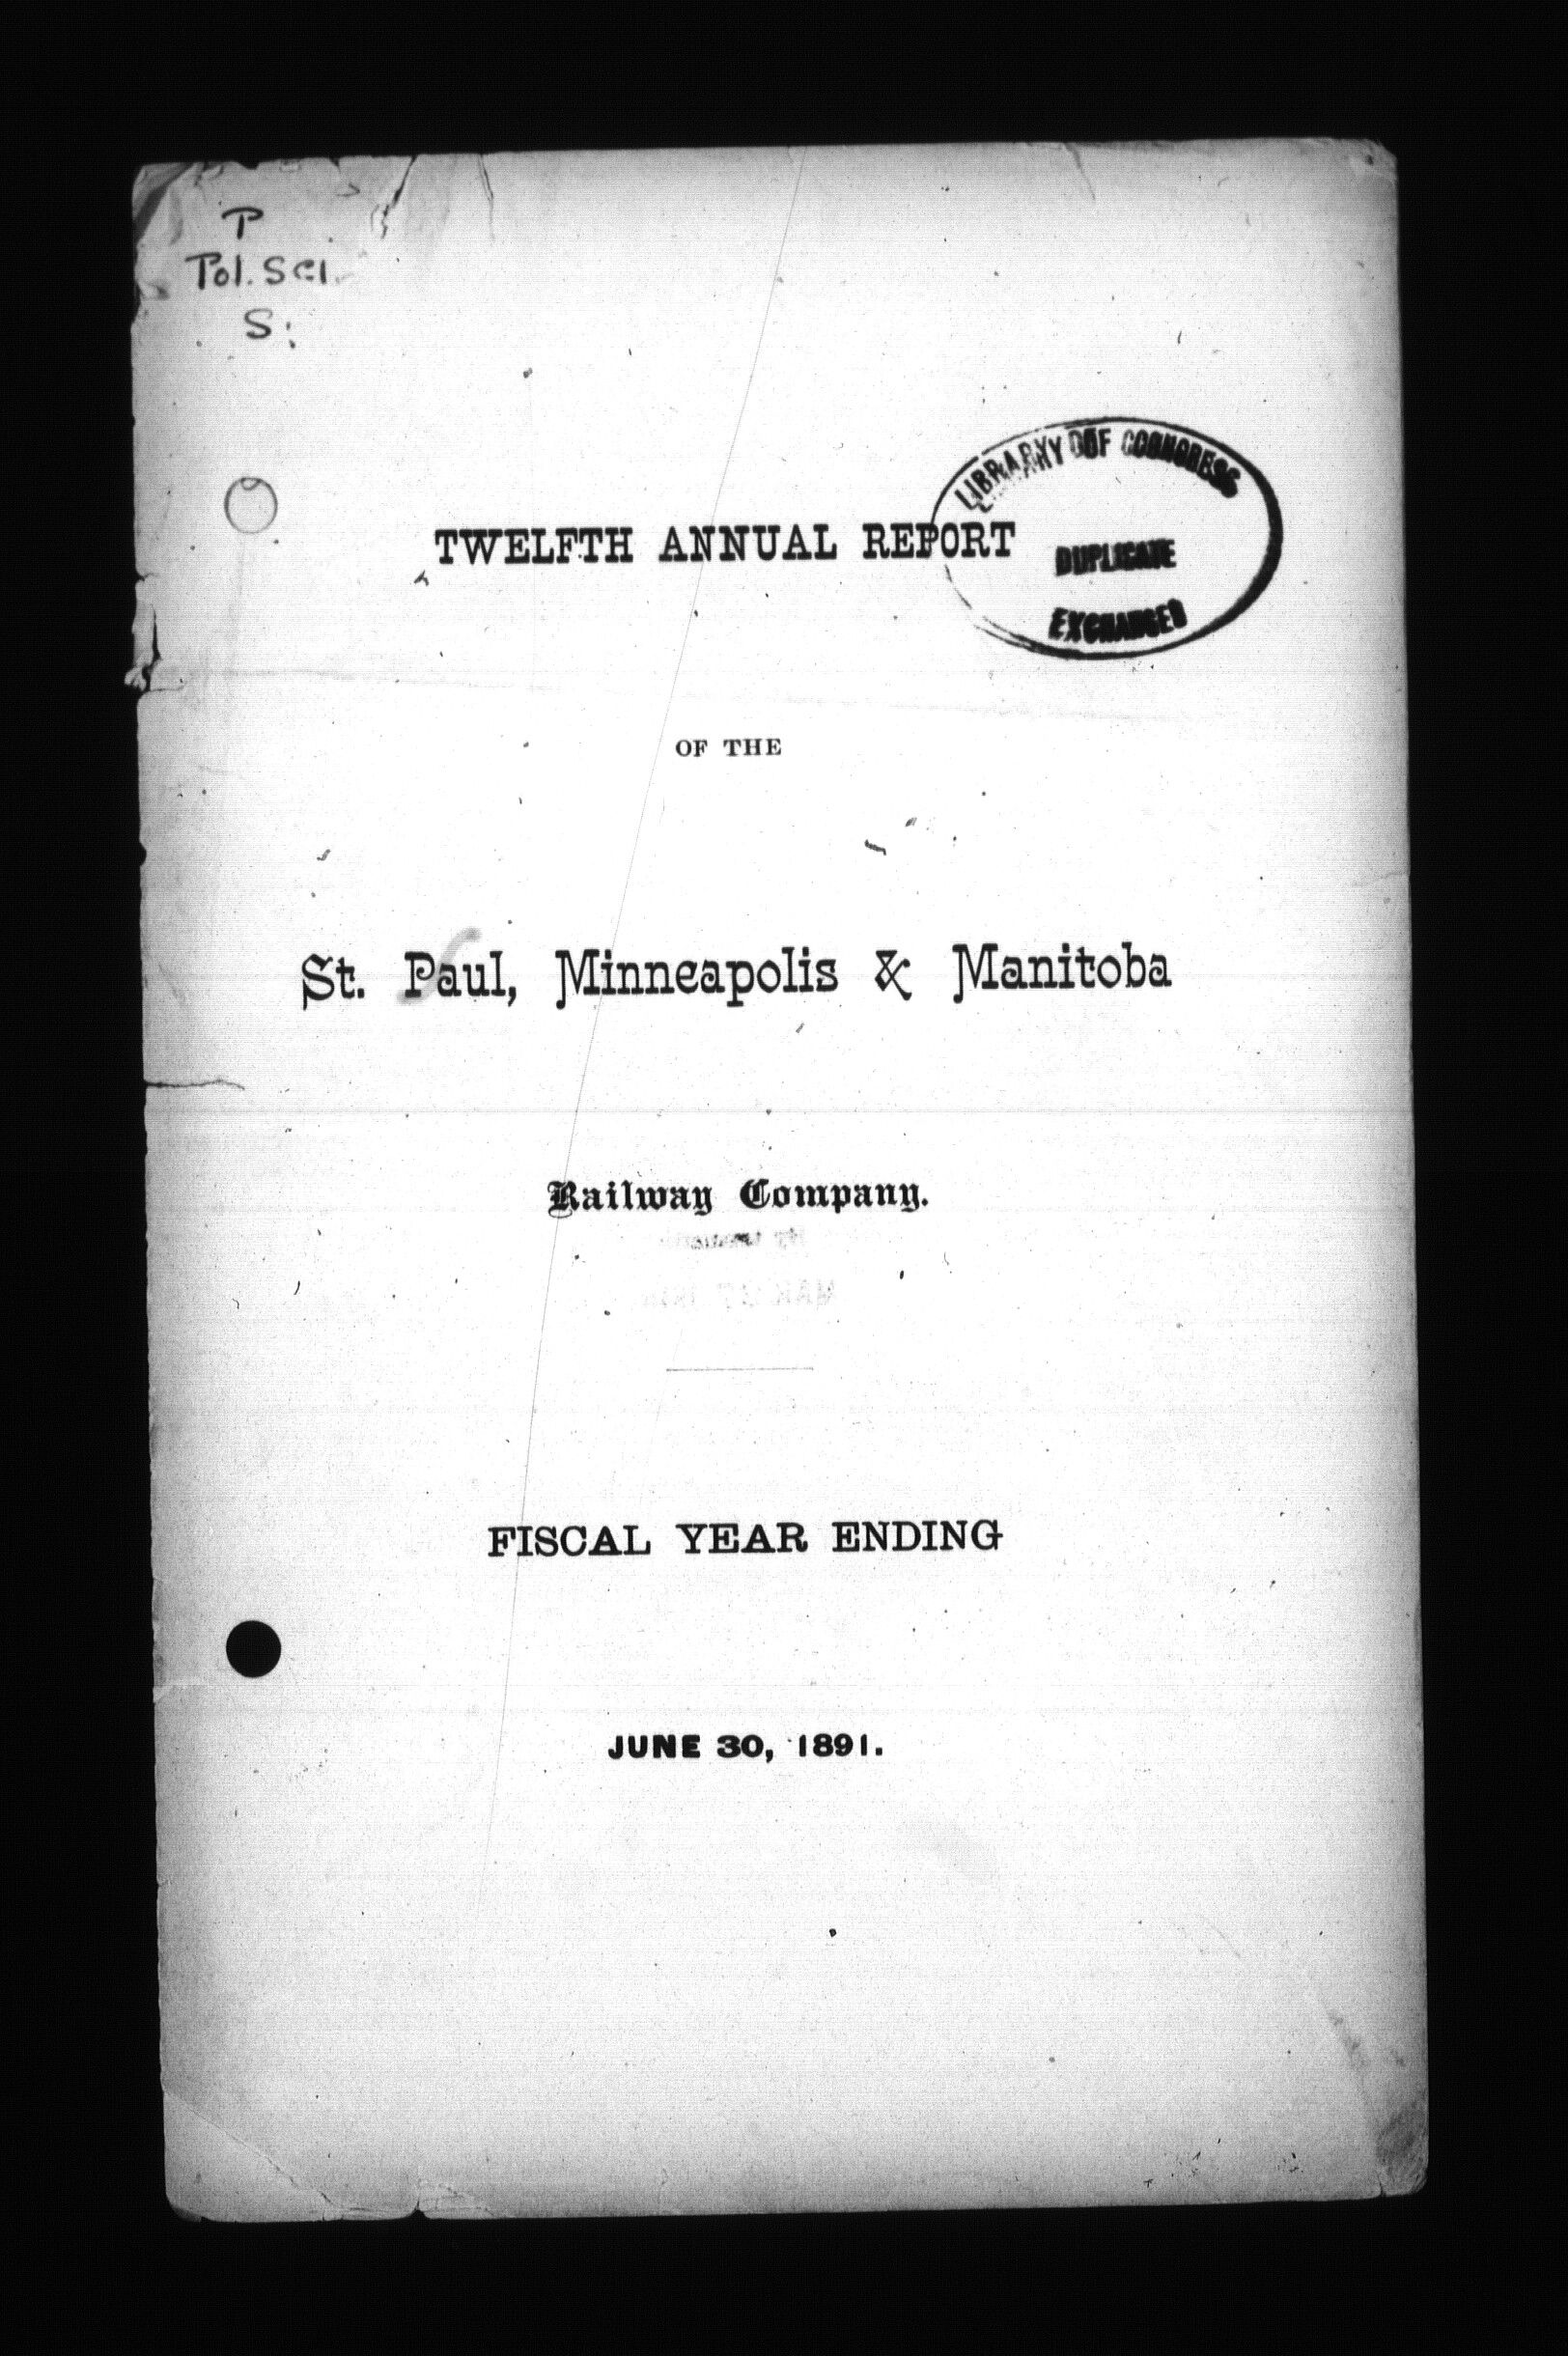 P
Pol. Sci.
S.
LIBRARY OF CONGRESS
TWELFTH ANNUAL REPORT
DUPLICATE
EXCHANGED
OF THE
St. Paul, Minneapolis & Manitoba
Railway Company.
FISCAL YEAR ENDING
JUNE 30, 1891.